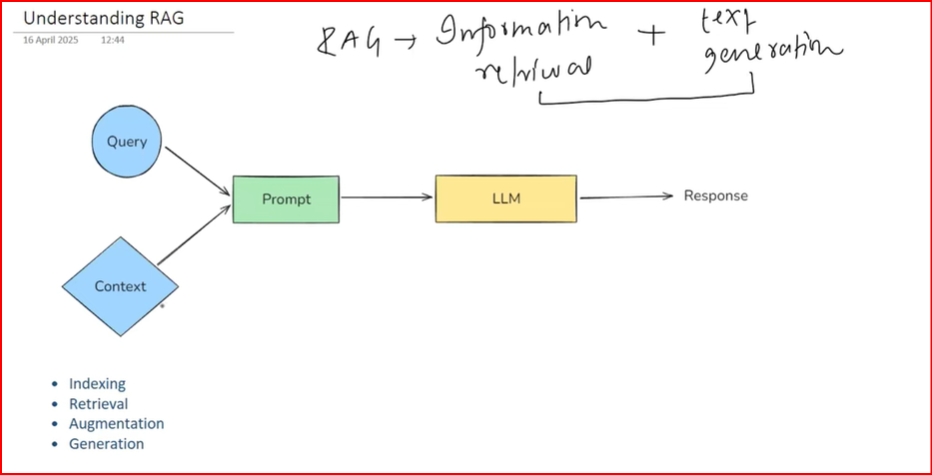 Understanding RAG
16 April 2025 12:44
RAG → Information + text
retrival generation
Query
Prompt
LLM
Response
Context
• Indexing
• Retrieval
• Augmentation
• Generation